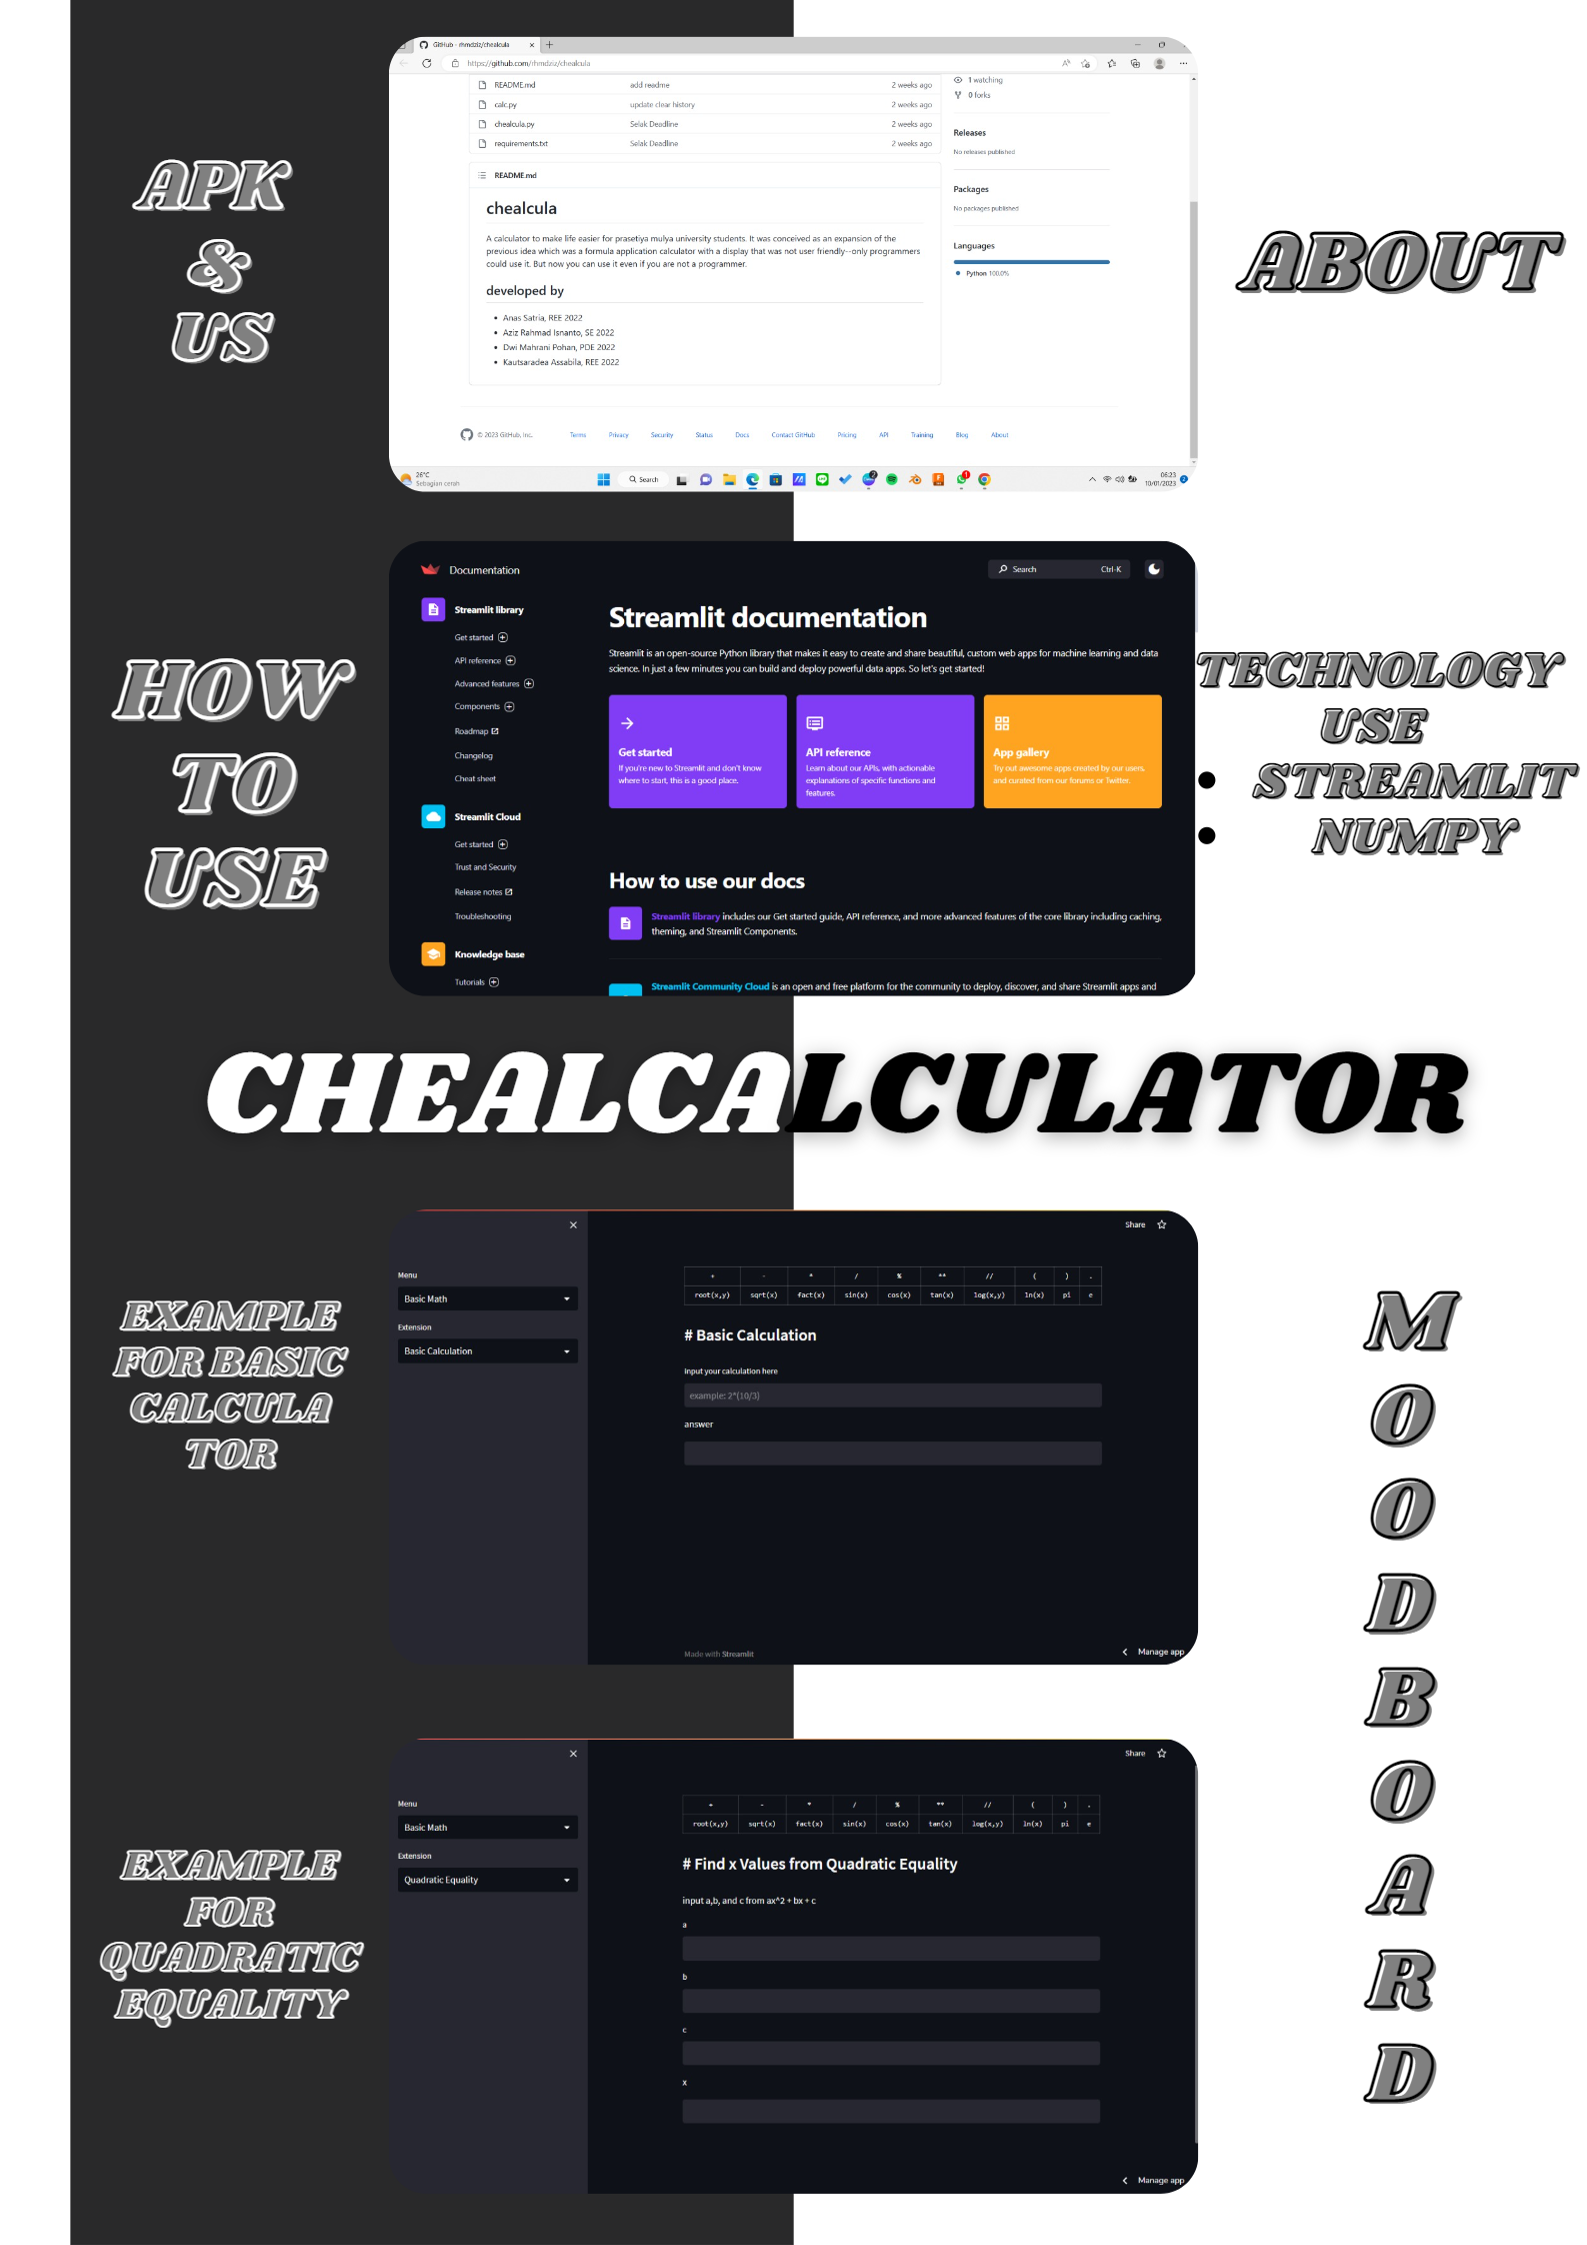 APK
&
US
ABOUT
GitHub - rhmdziz/chealcula
https://github.com/rhmdziz/chealcula
README.md add readme 2 weeks ago
calc.py update clear history 2 weeks ago
chealcula.py Selak Deadline 2 weeks ago
requirements.txt Selak Deadline 2 weeks ago
1 watching
0 forks
Releases
No releases published
Packages
No packages published
Languages
Python 100.0%
README.md
chealcula
A calculator to make life easier for prasetiya mulya university students. It was conceived as an expansion of the
previous idea which was a formula application calculator with a display that was not user friendly--only programmers
could use it. But now you can use it even if you are not a programmer.
developed by
• Anas Satria, REE 2022
• Aziz Rahmad Isnanto, SE 2022
• Dwi Mahrani Pohan, PDE 2022
• Kautsaradea Assabila, REE 2022
© 2023 GitHub, Inc. Terms Privacy Security Status Docs Contact GitHub Pricing API Training Blog About
26°C
Sebagian cerah
Search
06:23
10/01/2023
HOW
TO
USE
Documentation
Search Ctrl-K
Streamlit library
Get started
API reference
Advanced features
Components
Roadmap
Changelog
Cheat sheet
Streamlit Cloud
Get started
Trust and Security
Release notes
Troubleshooting
Knowledge base
Tutorials
Streamlit documentation
Streamlit is an open-source Python library that makes it easy to create and share beautiful, custom web apps for machine learning and data
science. In just a few minutes you can build and deploy powerful data apps. So let's get started!
Get started
If you're new to Streamlit and don't know
where to start, this is a good place.
API reference
Learn about our APIs, with actionable
explanations of specific functions and
features.
App gallery
Try out awesome apps created by our users,
and curated from our forums or Twitter.
How to use our docs
Streamlit library includes our Get started guide, API reference, and more advanced features of the core library including caching,
theming, and Streamlit Components.
Streamlit Community Cloud is an open and free platform for the community to deploy, discover, and share Streamlit apps and
TECHNOLOGY
USE
• STREAMLIT
• NUMPY
CHEALCALCULATOR
EXAMPLE
FOR BASIC
CALCULA
TOR
Share
Menu
Basic Math
Extension
Basic Calculation
+ - * / % ** // ( ) .
root(x,y) sqrt(x) fact(x) sin(x) cos(x) tan(x) log(x,y) ln(x) pi e
# Basic Calculation
Input your calculation here
example: 2*(10/3)
answer
Made with Streamlit
Manage app
EXAMPLE
FOR
QUADRATIC
EQUALITY
Share
Menu
Basic Math
Extension
Quadratic Equality
+ - * / % ** // ( ) .
root(x,y) sqrt(x) fact(x) sin(x) cos(x) tan(x) log(x,y) ln(x) pi e
# Find x Values from Quadratic Equality
input a,b, and c from ax^2 + bx + c
a
b
c
x
Manage app
M
O
O
D
B
O
A
R
D